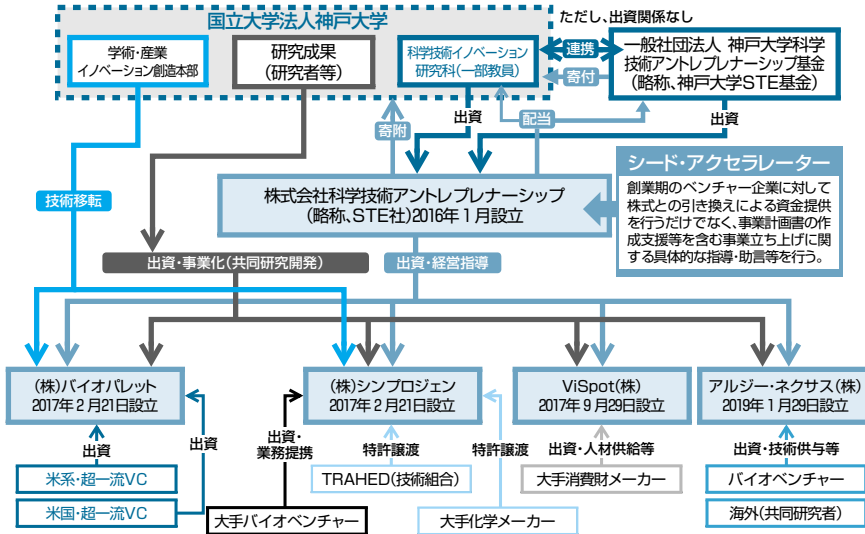 国立大学法人神戸大学
ただし、出資関係なし
学術・産業
イノベーション創造本部
研究成果
(研究者等)
科学技術イノベーション
研究科(一部教員)
連携
寄付
一般社団法人 神戸大学科学
技術アントレプレナーシップ基金
(略称、神戸大学STE基金)
出資
出資
寄附
配当
技術移転
株式会社科学技術アントレプレナーシップ
(略称、STE社)2016年1月設立
シード・アクセラレーター
創業期のベンチャー企業に対して
株式との引き換えによる資金提供
を行うだけでなく、事業計画書の作
成支援等を含む事業立ち上げに関
する具体的な指導・助言等を行う。
出資・事業化(共同研究開発)
出資・経営指導
(株)バイオパレット
2017年2月21日設立
(株)シンプロジェン
2017年2月21日設立
ViSpot(株)
2017年9月29日設立
アルジー・ネクサス(株)
2019年1月29日設立
出資
出資
出資・
業務提携
特許譲渡
特許譲渡
出資・人材供給等
出資・技術供与等
米系・超一流VC
TRAHED(技術組合)
大手消費財メーカー
バイオベンチャー
米国・超一流VC
大手バイオベンチャー
大手化学メーカー
海外(共同研究者)